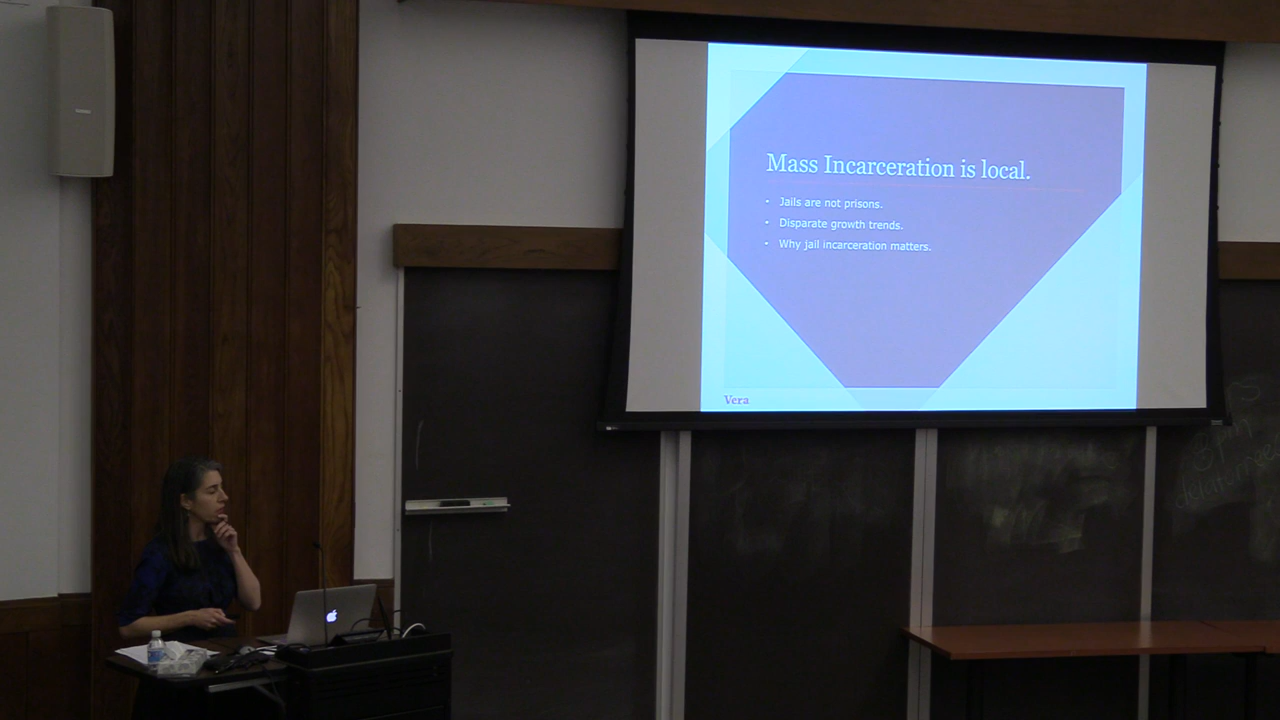 Mass Incarceration is local.
• Jails are not prisons.
• Disparate growth trends.
• Why jail incarceration matters.
Vera